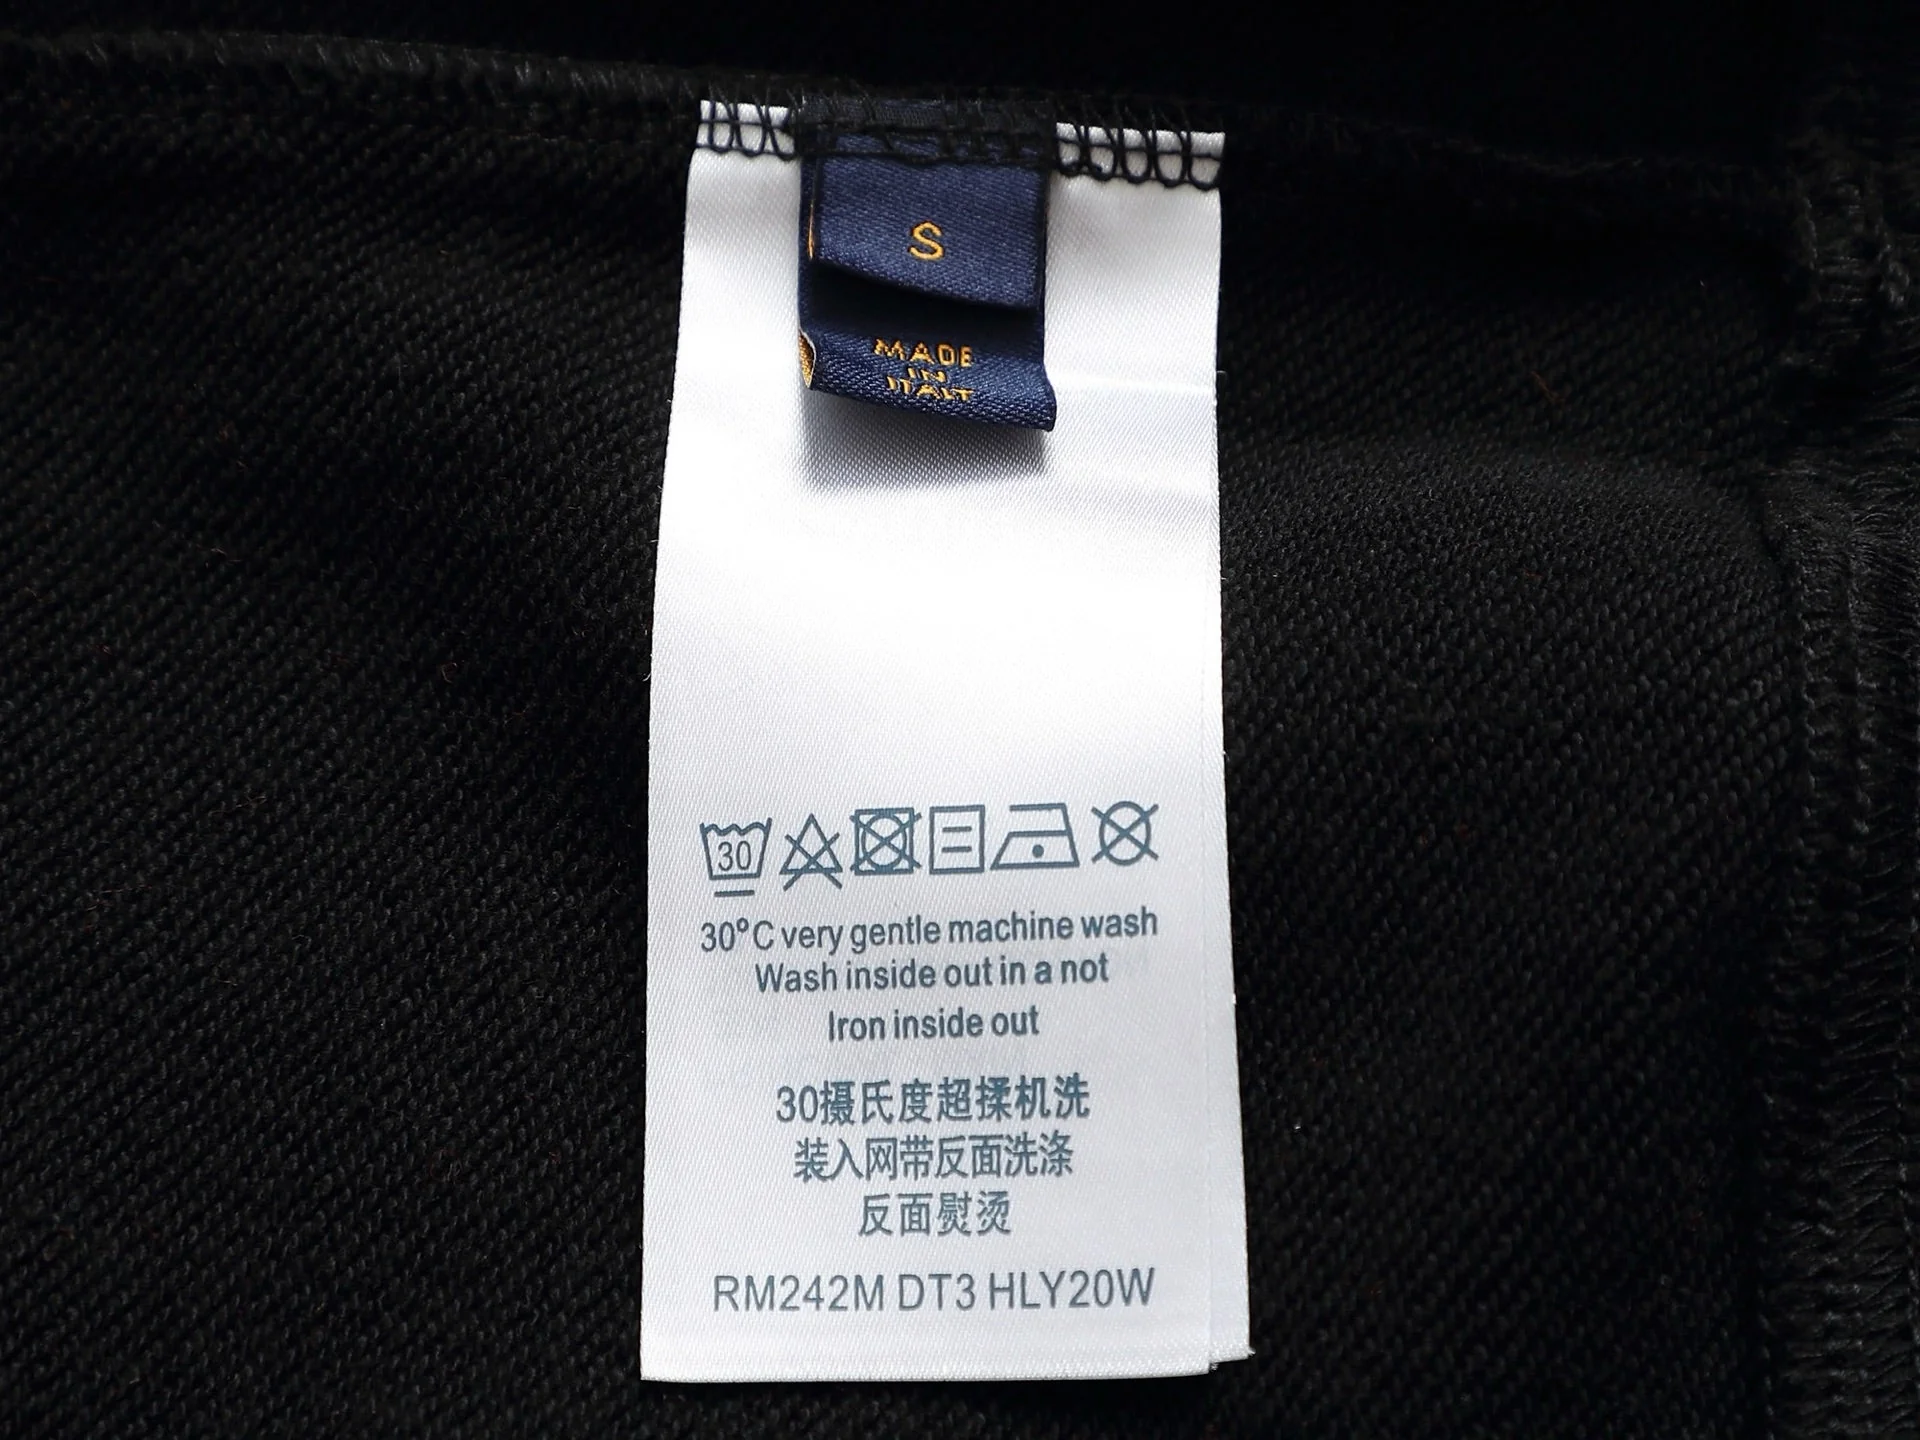 S
MADE
IN
ITALY
30
30°C very gentle machine wash
Wash inside out in a not
Iron inside out
30摄氏度超揉机洗
装入网带反面洗涤
反面熨烫
RM242M DT3 HLY20W